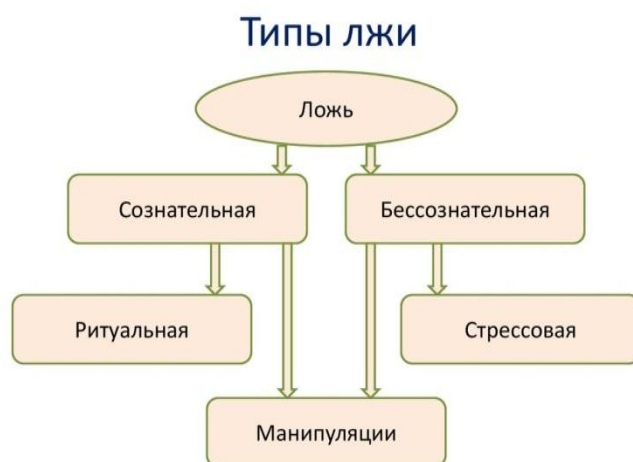 Типы лжи
Ложь
Сознательная
Бессознательная
Ритуальная
Стрессовая
Манипуляции